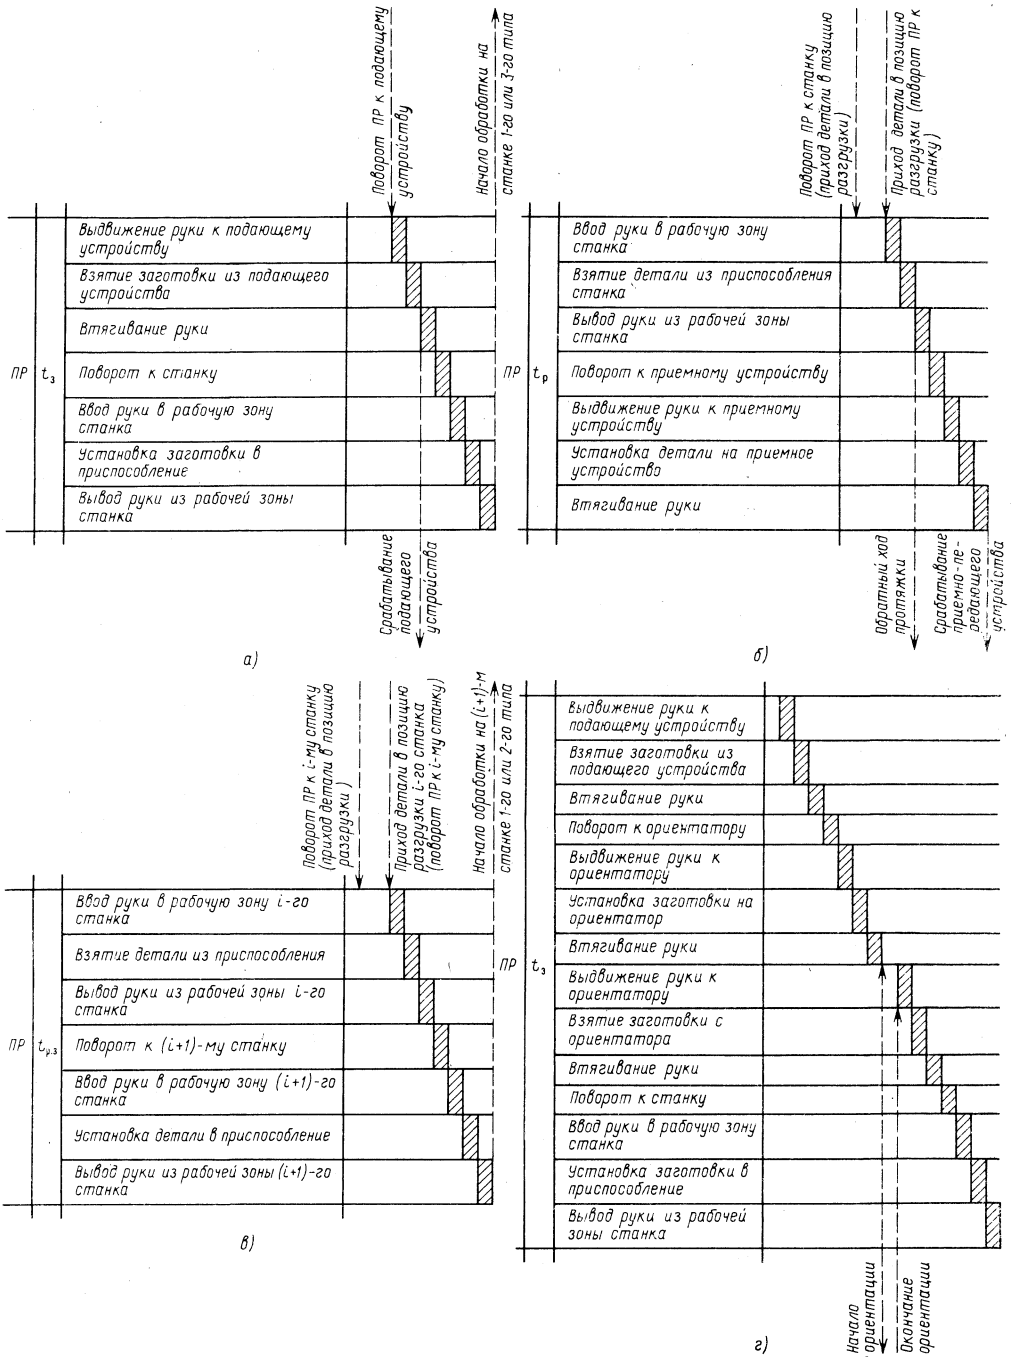 Поворот ПР к подающему
устройству
Начало обработки на
станке 1-го или 3-го типа
ПР
tз
Выдвижение руки к подающему
устройству
Взятие заготовки из подающего
устройства
Втягивание руки
Поворот к станку
Ввод руки в рабочую зону
станка
Установка заготовки в
приспособление
Вывод руки из рабочей зоны
станка
Срабатывание
подающего
устройства
а)
Поворот ПР к станку
(приход детали в позицию
разгрузки)
Приход детали в позицию
разгрузки (поворот ПР к
станку)
ПР
tр
Ввод руки в рабочую зону
станка
Взятие детали из приспособления
станка
Вывод руки из рабочей зоны
станка
Поворот к приемному устройству
Выдвижение руки к приемному
устройству
Установка детали на приемное
устройство
Втягивание руки
Обратный ход
протяжки
Срабатывание
приемно-пе-
редающего
устройства
б)
Поворот ПР к i-му станку
(приход детали в позицию
разгрузки)
Приход детали в позицию
разгрузки i-го станка
(поворот ПР к i-му станку)
Начало обработки на (i+1)-м
станке 1-го или 2-го типа
ПР
tр.з
Ввод руки в рабочую зону i-го
станка
Взятие детали из приспособления
Вывод руки из рабочей зоны i-го
станка
Поворот к (i+1)-му станку
Ввод руки в рабочую зону (i+1)-го
станка
Установка детали в приспособление
Вывод руки из рабочей зоны (i+1)-го
станка
в)
ПР
tз
Выдвижение руки к
подающему устройству
Взятие заготовки из
подающего устройства
Втягивание руки
Поворот к ориентатору
Выдвижение руки к
ориентатору
Установка заготовки на
ориентатор
Втягивание руки
Выдвижение руки к
ориентатору
Взятие заготовки с
ориентатора
Втягивание руки
Поворот к станку
Ввод руки в рабочую зону
станка
Установка заготовки в
приспособление
Вывод руки из рабочей
зоны станка
Начало
ориентации
Окончание
ориентации
г)